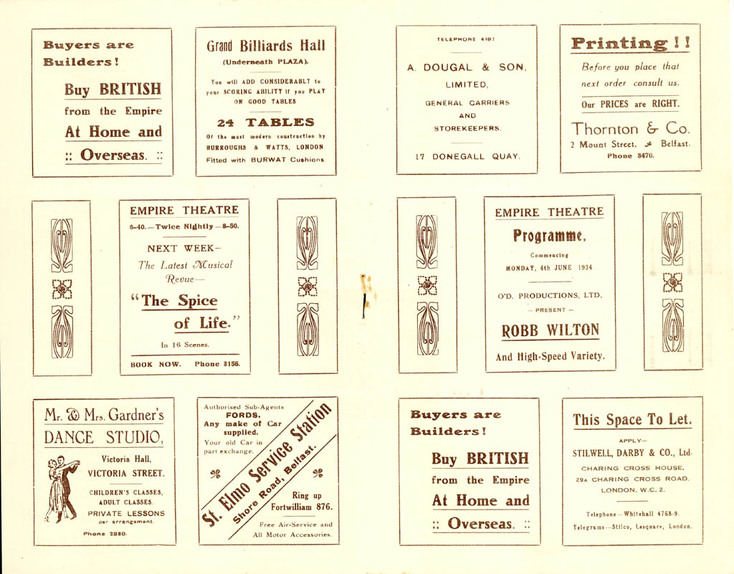 Buyers are
Builders!
Buy BRITISH
from the Empire
At Home and
:: Overseas. ::
Grand Billiards Hall
(Underneath PLAZA).
You will ADD CONSIDERABLY to
your SCORING ABILITY if you PLAY
ON GOOD TABLES
24 TABLES
Of the most modern construction by
BURROUGHS & WATTS, LONDON
Fitted with BURWAT Cushions
TELEPHONE 4191
A. DOUGAL & SON,
LIMITED,
GENERAL CARRIERS
AND
STOREKEEPERS.
17 DONEGALL QUAY.
Printing!!
Before you place that
next order consult us.
Our PRICES are RIGHT.
Thornton & Co.
2 Mount Street, Belfast.
Phone 3470.
EMPIRE THEATRE
6-40.—Twice Nightly—8-50.
NEXT WEEK—
The Latest Musical
Revue—
"The Spice
of Life."
In 16 Scenes.
BOOK NOW. Phone 3155.
EMPIRE THEATRE
Programme,
Commencing
MONDAY, 4th JUNE 1934
O'D. PRODUCTIONS, LTD.
— PRESENT —
ROBB WILTON
And High-Speed Variety.
Mr. & Mrs. Gardner's
DANCE STUDIO,
Victoria Hall,
VICTORIA STREET.
CHILDREN'S CLASSES,
ADULT CLASSES.
PRIVATE LESSONS
per arrangement.
Phone 2880.
Authorised Sub-Agents
FORDS.
Any make of Car
supplied.
Your old Car in
part exchange.
St. Elmo Service Station
Shore Road, Belfast.
Ring up
Fortwilliam 876.
Free Air-Service and
All Motor Accessories.
Buyers are
Builders!
Buy BRITISH
from the Empire
At Home and
:: Overseas. ::
This Space To Let.
APPLY—
STILWELL, DARBY & CO., Ltd.
CHARING CROSS HOUSE,
29A CHARING CROSS ROAD,
LONDON, W.C. 2.
Telephone—Whitehall 4768-9.
Telegrams—Stilco, Lesquare, London.